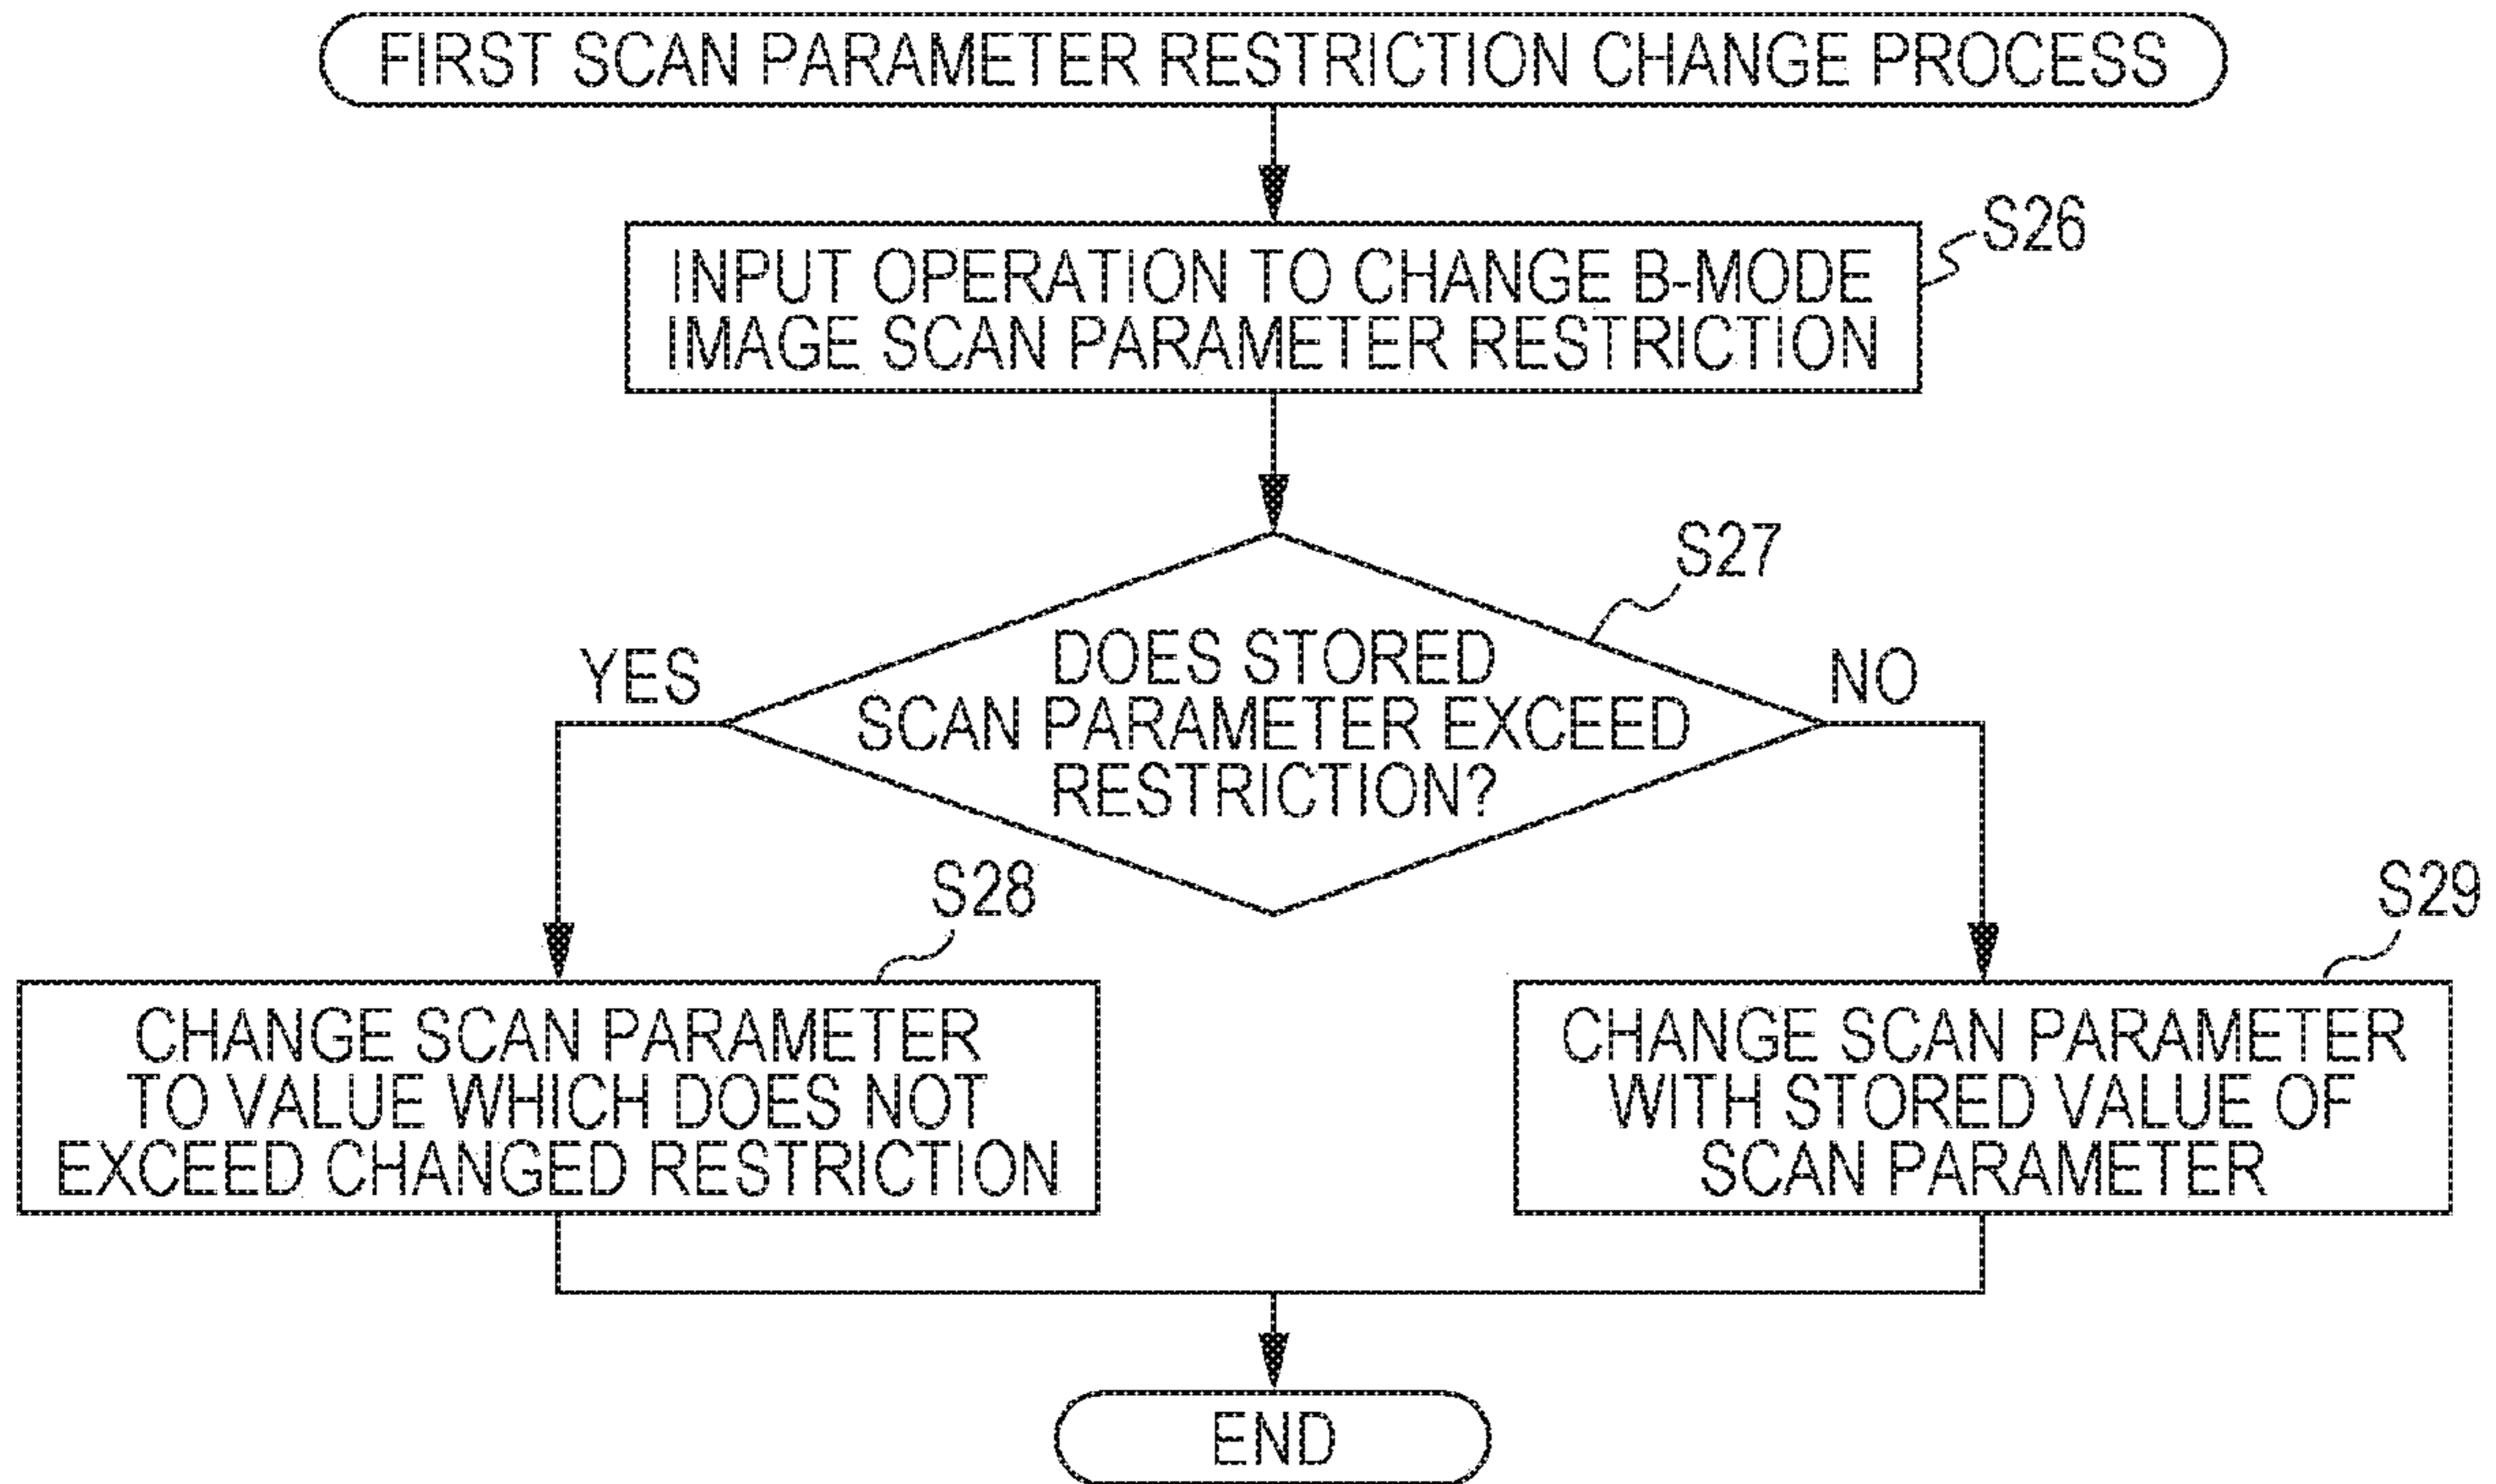 FIRST SCAN PARAMETER RESTRICTION CHANGE PROCESS
S26
INPUT OPERATION TO CHANGE B-MODE
IMAGE SCAN PARAMETER RESTRICTION
S27
DOES STORED
SCAN PARAMETER EXCEED
RESTRICTION?
YES
NO
S28
CHANGE SCAN PARAMETER
TO VALUE WHICH DOES NOT
EXCEED CHANGED RESTRICTION
S29
CHANGE SCAN PARAMETER
WITH STORED VALUE OF
SCAN PARAMETER
END